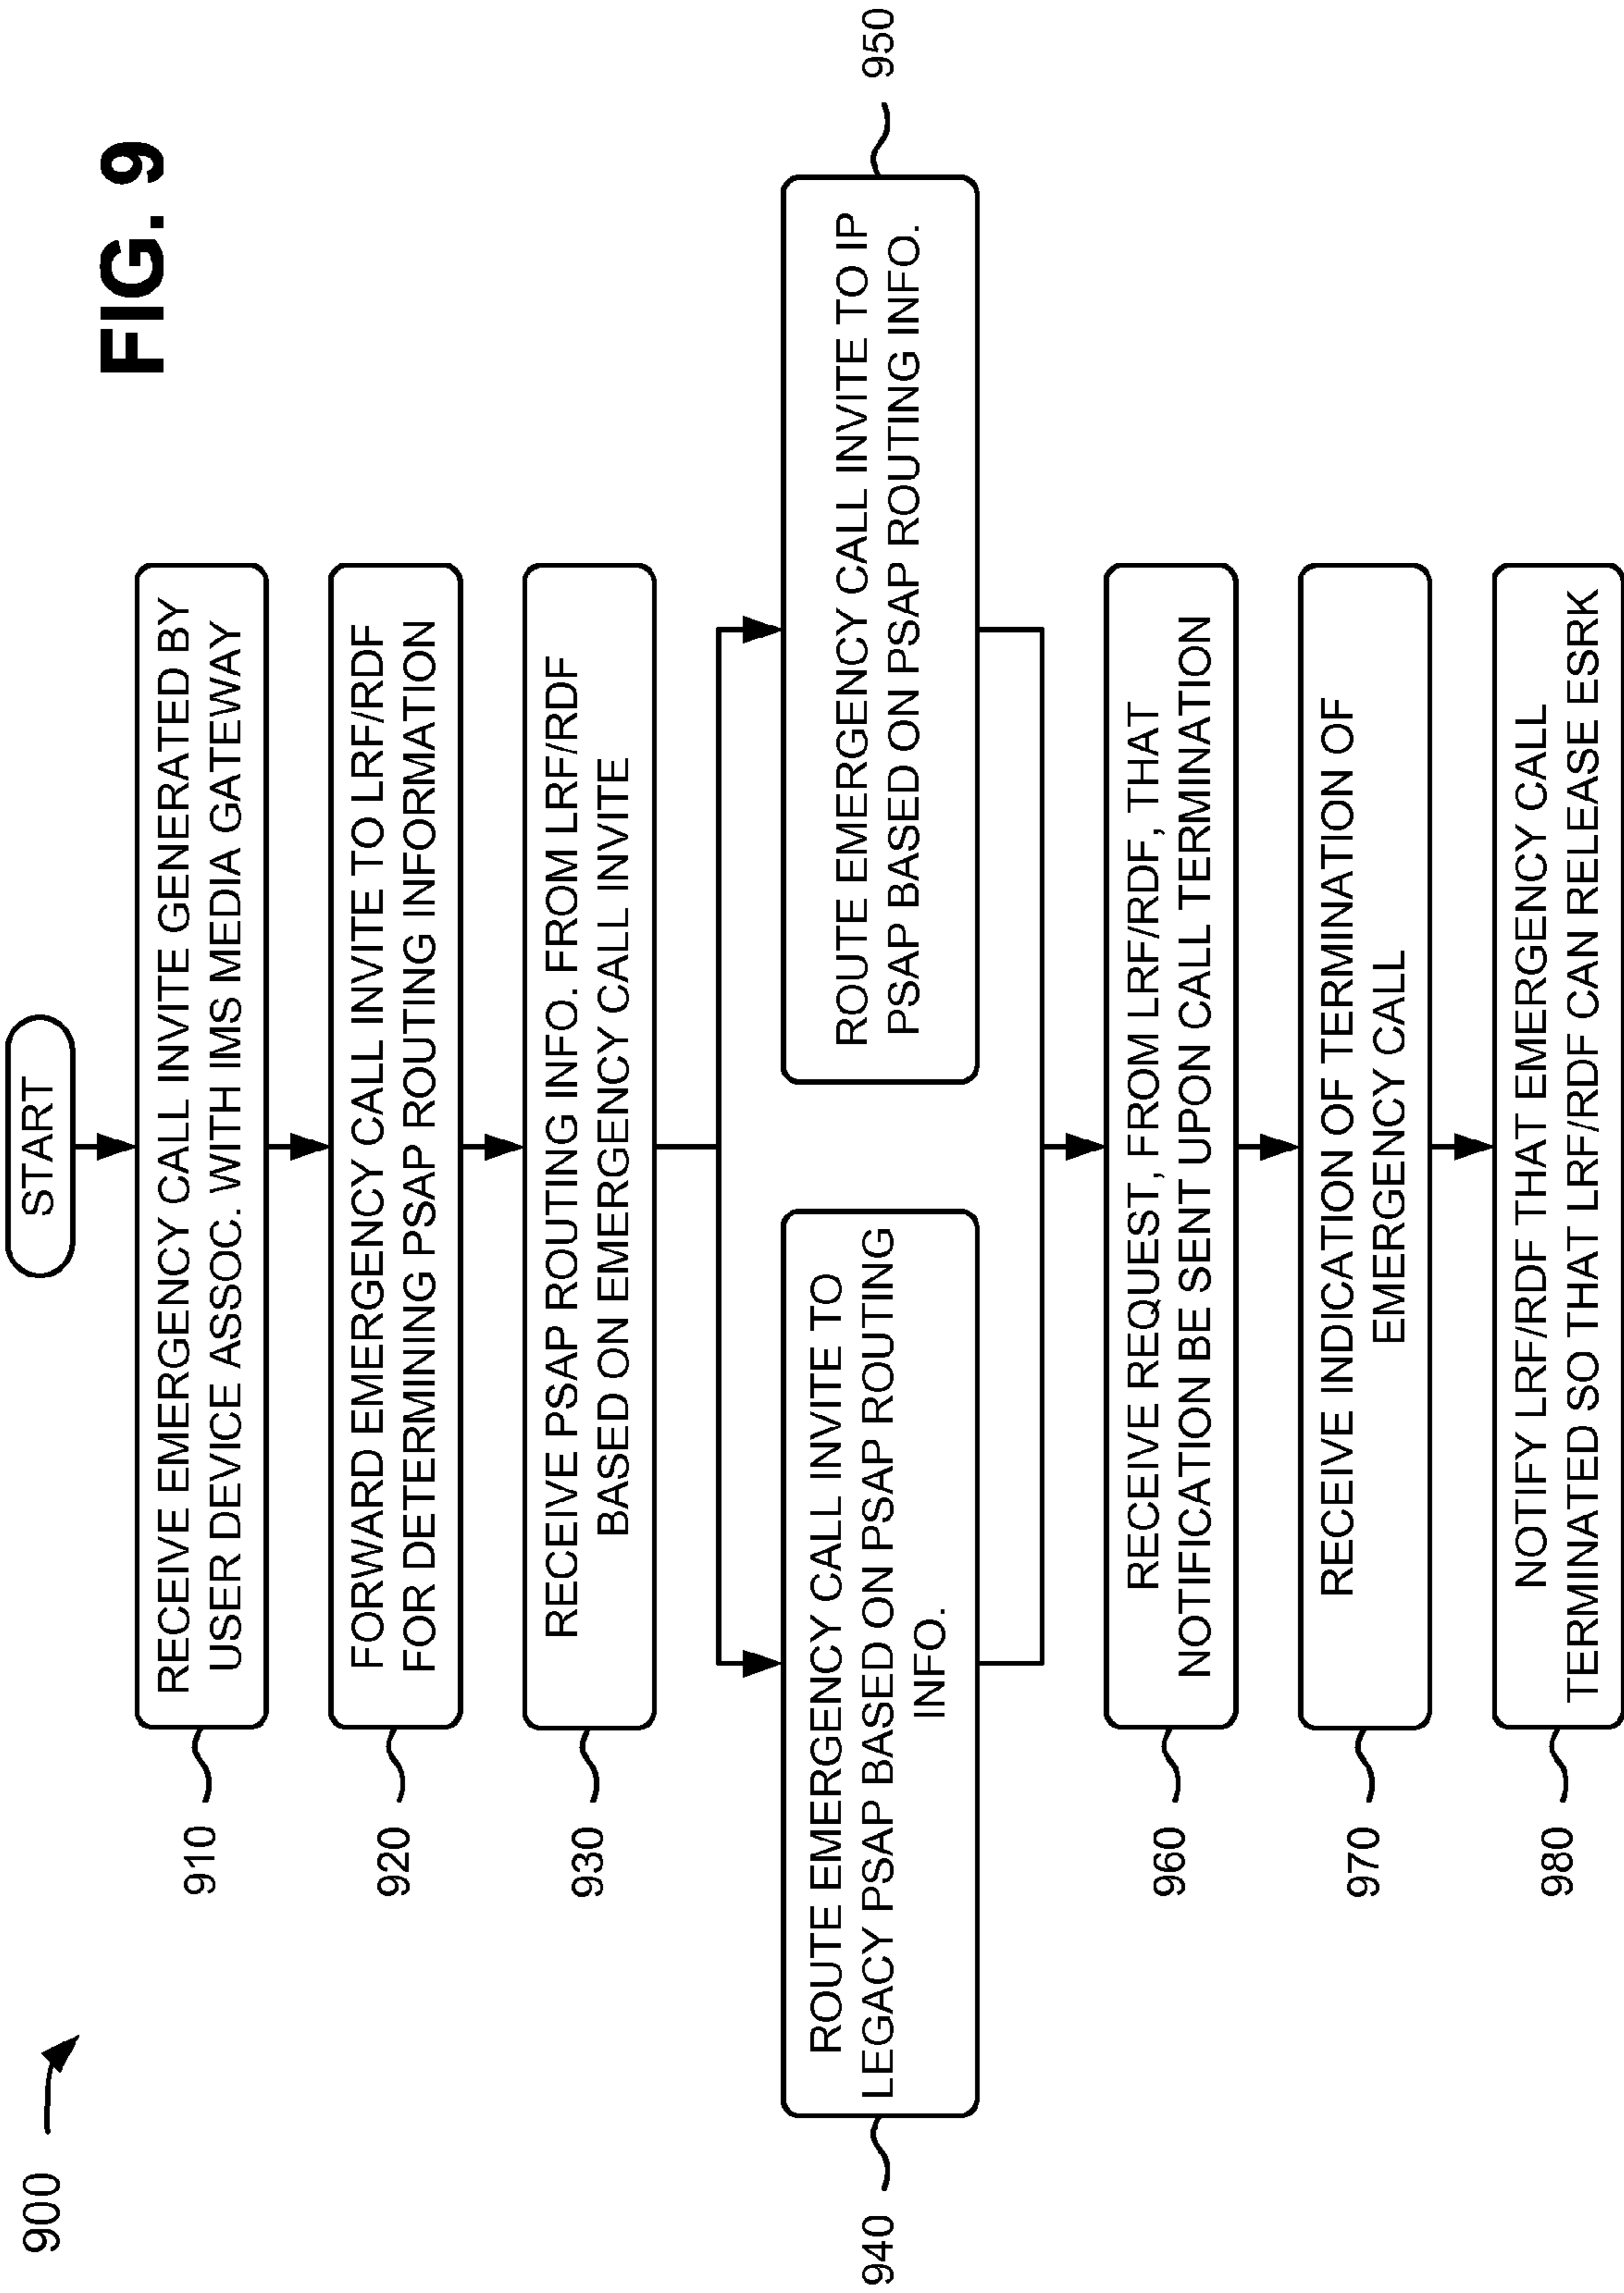 FIG. 9
900
START
910
RECEIVE EMERGENCY CALL INVITE GENERATED BY
USER DEVICE ASSOC. WITH IMS MEDIA GATEWAY
920
FORWARD EMERGENCY CALL INVITE TO LRF/RDF
FOR DETERMINING PSAP ROUTING INFORMATION
930
RECEIVE PSAP ROUTING INFO. FROM LRF/RDF
BASED ON EMERGENCY CALL INVITE
940
ROUTE EMERGENCY CALL INVITE TO
LEGACY PSAP BASED ON PSAP ROUTING
INFO.
950
ROUTE EMERGENCY CALL INVITE TO IP
PSAP BASED ON PSAP ROUTING INFO.
960
RECEIVE REQUEST, FROM LRF/RDF, THAT
NOTIFICATION BE SENT UPON CALL TERMINATION
970
RECEIVE INDICATION OF TERMINATION OF
EMERGENCY CALL
980
NOTIFY LRF/RDF THAT EMERGENCY CALL
TERMINATED SO THAT LRF/RDF CAN RELEASE ESRK